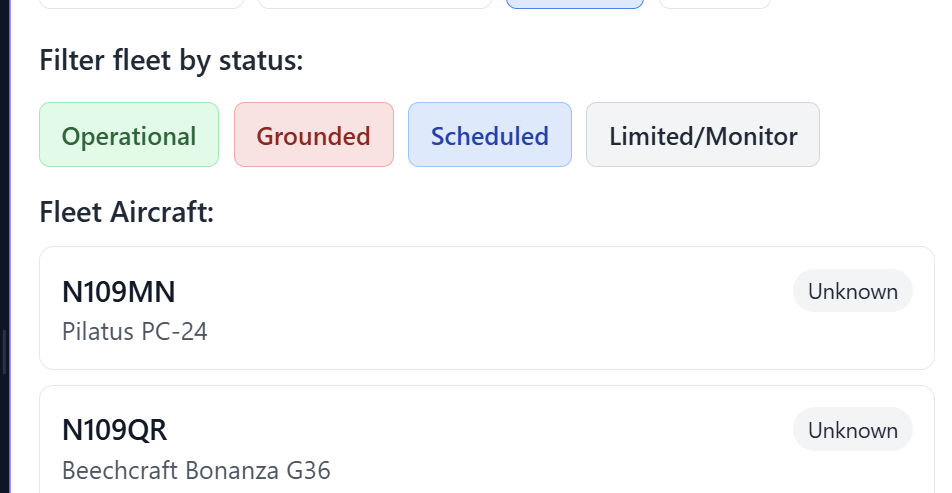 Filter fleet by status:
Operational Grounded Scheduled Limited/Monitor
Fleet Aircraft:
N109MN Unknown
Pilatus PC-24
N109QR Unknown
Beechcraft Bonanza G36